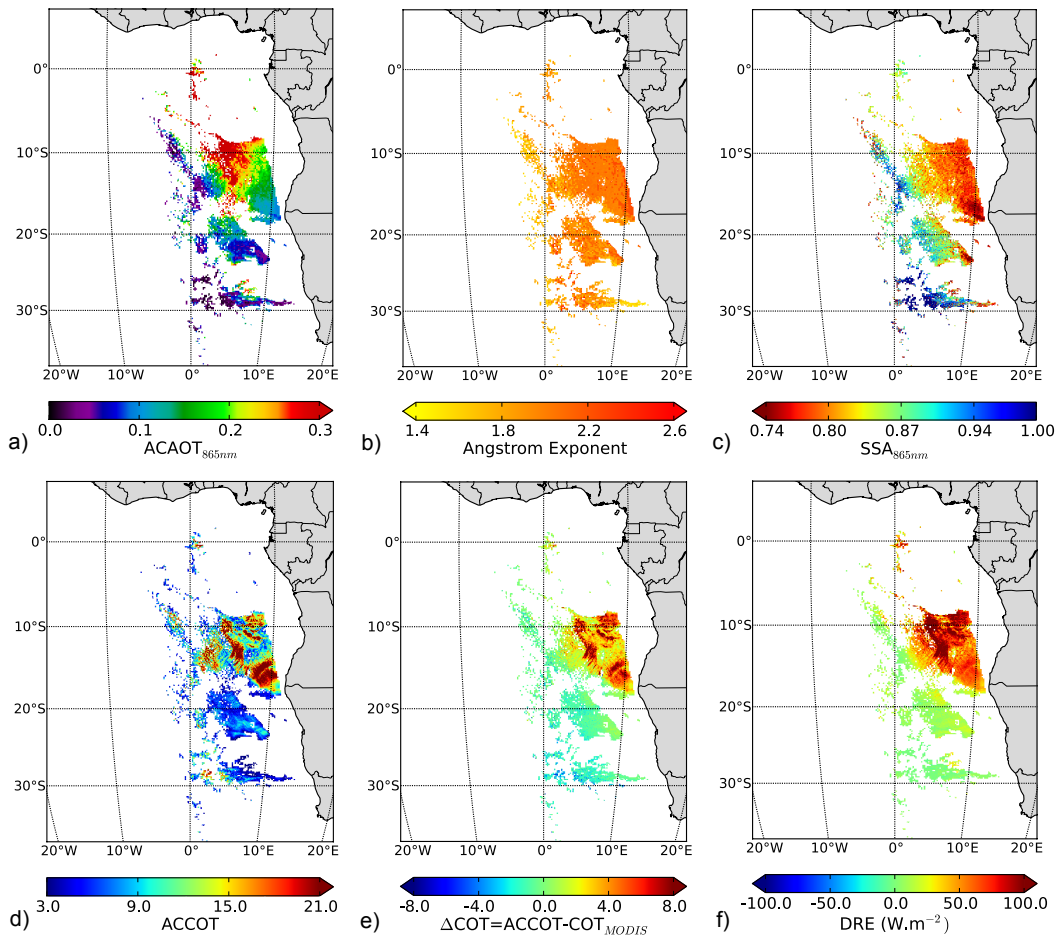 0°
10°S
20°S
30°S
20°W 10°W 0° 10°E 20°E
0.0 0.1 0.2 0.3
a) ACAOT865nm
0°
10°S
20°S
30°S
20°W 10°W 0° 10°E 20°E
1.4 1.8 2.2 2.6
b) Angstrom Exponent
0°
10°S
20°S
30°S
20°W 10°W 0° 10°E 20°E
0.74 0.80 0.87 0.94 1.00
c) SSA865nm
0°
10°S
20°S
30°S
20°W 10°W 0° 10°E 20°E
3.0 9.0 15.0 21.0
d) ACCOT
0°
10°S
20°S
30°S
20°W 10°W 0° 10°E 20°E
-8.0 -4.0 0.0 4.0 8.0
e) ΔCOT=ACCOT-COTMODIS
0°
10°S
20°S
30°S
20°W 10°W 0° 10°E 20°E
-100.0 -50.0 0.0 50.0 100.0
f) DRE (W.m−2)